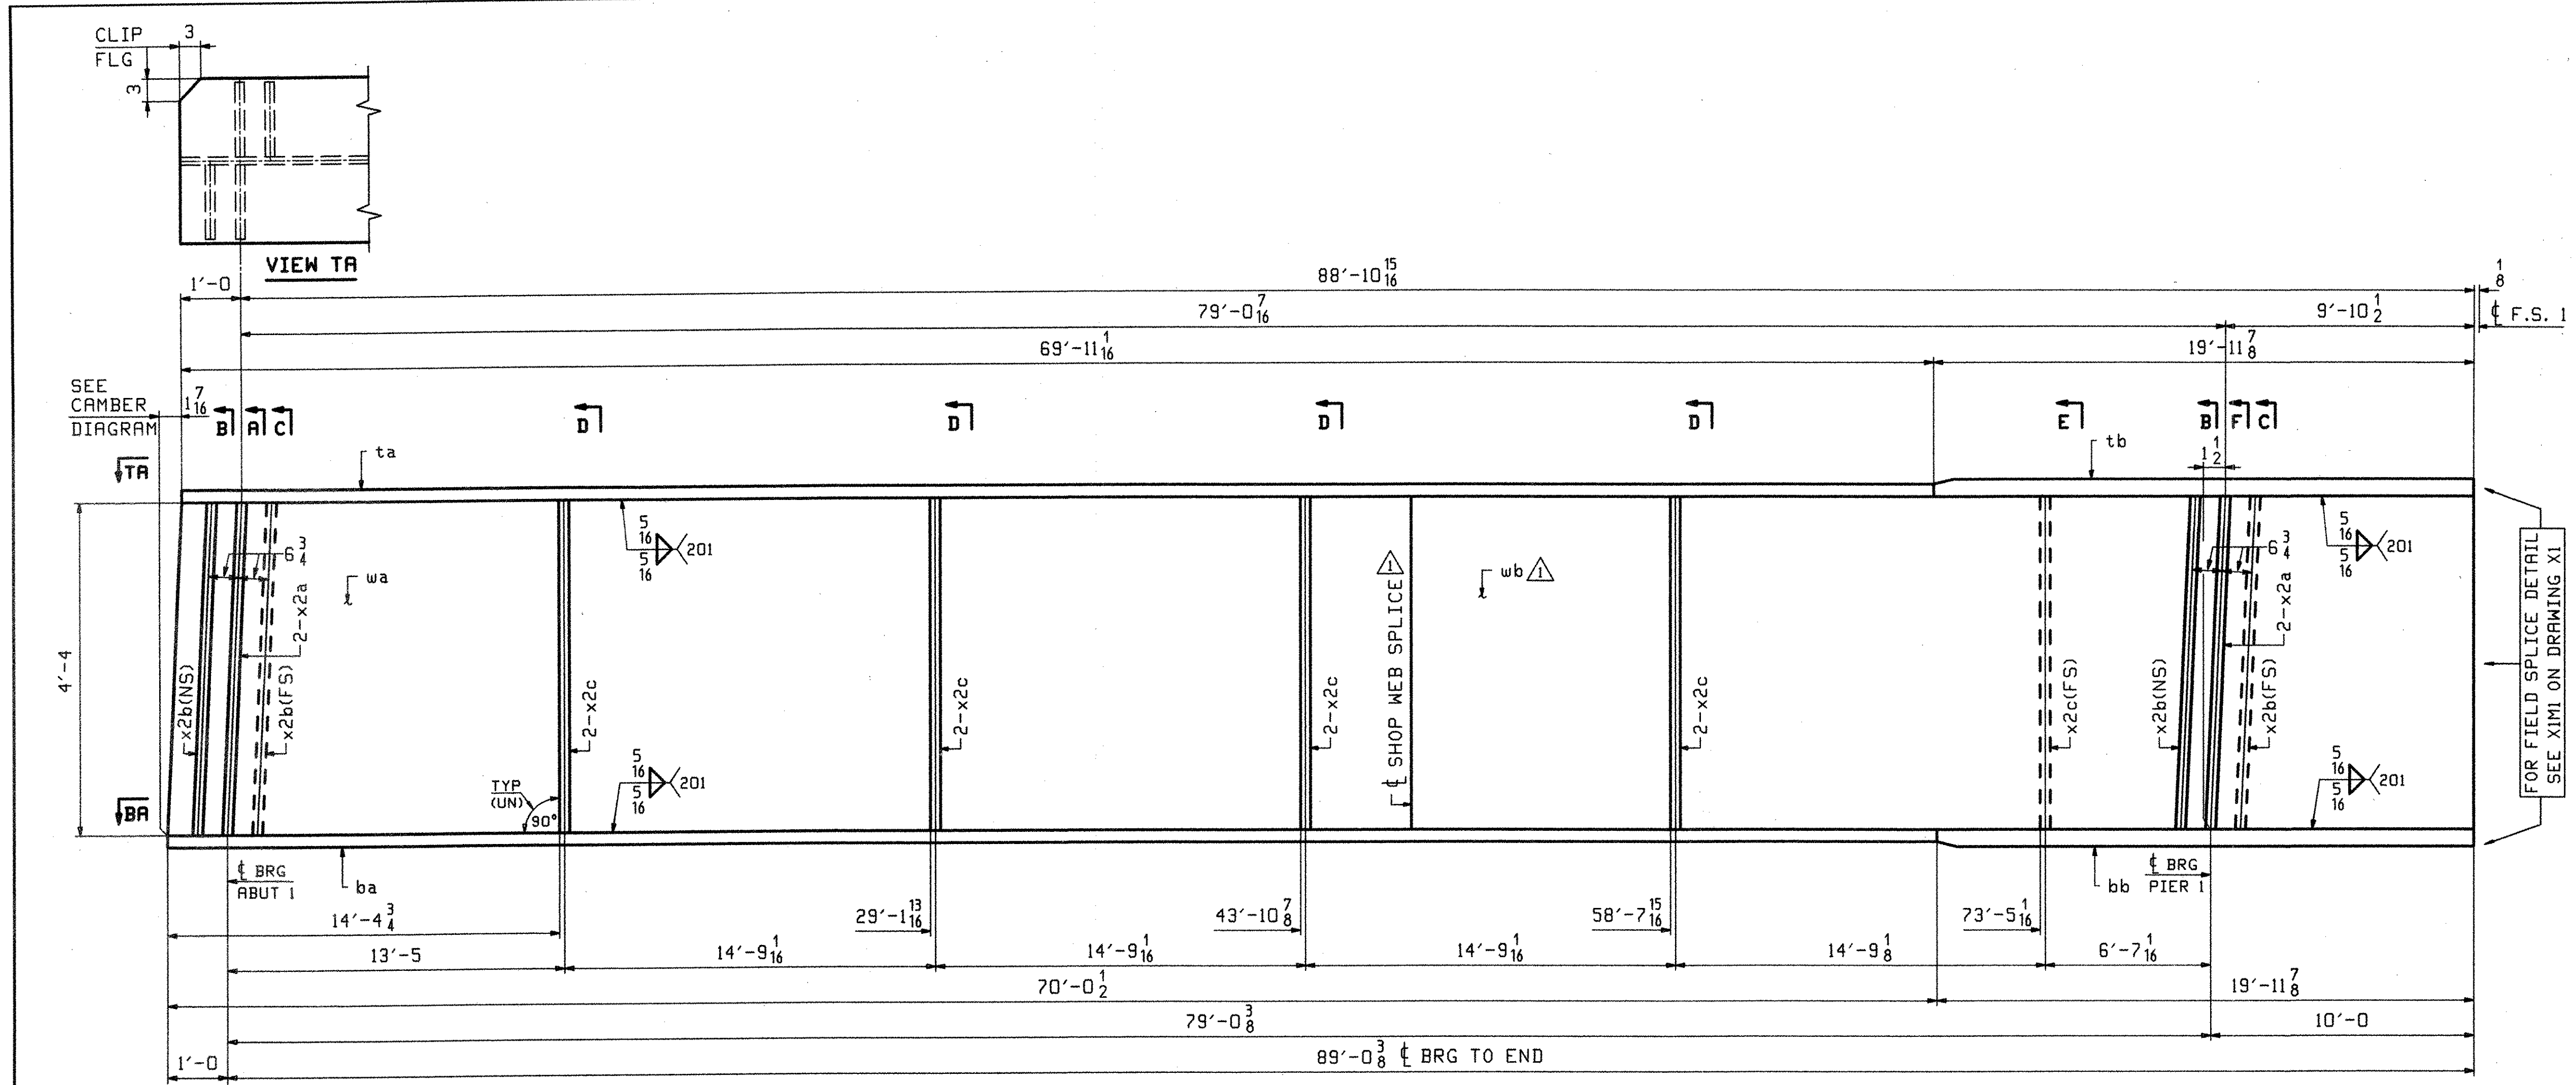 CLIP
FLG
3
3
VIEW TA
1'-0
88'-10 15/16
1/8
79'-0 7/16
9'-10 1/2
℄ F.S. 1
69'-11 1/16
19'-11 7/8
SEE
CAMBER
DIAGRAM
1 7/16
B
A
C
D
D
D
D
E
B
F
C
TA
ta
tb
1 1/2
5/16
5/16
201
5/16
5/16
201
6 3/4
6 3/4
wa
wb
1
1
4'-4
x2b(NS)
2-x2a
x2b(FS)
2-x2c
2-x2c
2-x2c
℄ SHOP WEB SPLICE
2-x2c
x2c(FS)
x2b(NS)
2-x2a
x2b(FS)
FOR FIELD SPLICE DETAIL
SEE X1M1 ON DRAWING X1
TYP
(UN)
90°
5/16
5/16
201
5/16
5/16
201
BA
℄ BRG
ABUT 1
ba
bb
℄ BRG
PIER 1
14'-4 3/4
29'-1 13/16
43'-10 7/8
58'-7 15/16
73'-5 1/16
13'-5
14'-9 1/16
14'-9 1/16
14'-9 1/16
14'-9 1/8
6'-7 1/16
70'-0 1/2
19'-11 7/8
79'-0 3/8
10'-0
1'-0
89'-0 3/8 ℄ BRG TO END